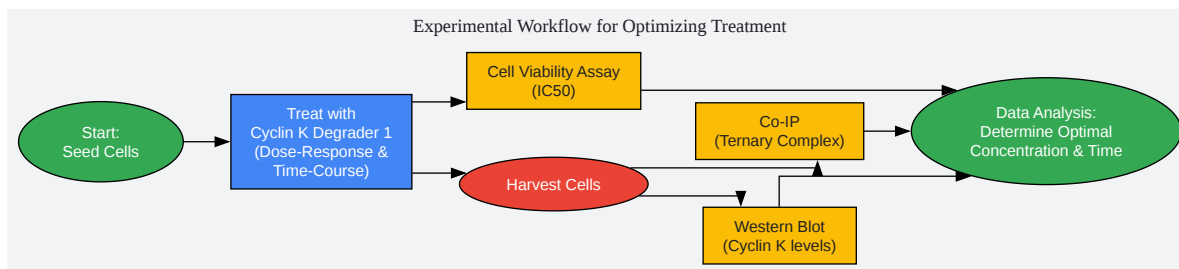 Experimental Workflow for Optimizing Treatment
Start:
Seed Cells
Treat with
Cyclin K Degrader 1
(Dose-Response &
Time-Course)
Cell Viability Assay
(IC50)
Harvest Cells
Co-IP
(Ternary Complex)
Western Blot
(Cyclin K levels)
Data Analysis:
Determine Optimal
Concentration & Time